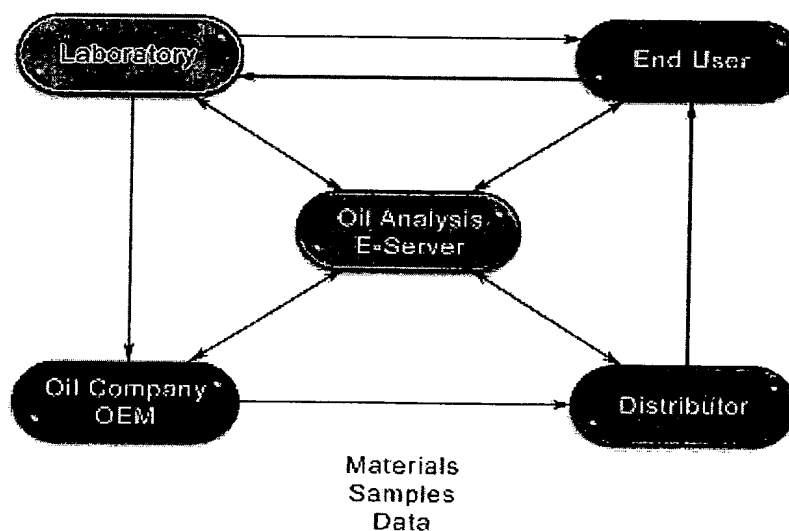 Laboratory
End User
Oil Analysis
E-Server
Oil Company
OEM
Distributor
Materials
Samples
Data